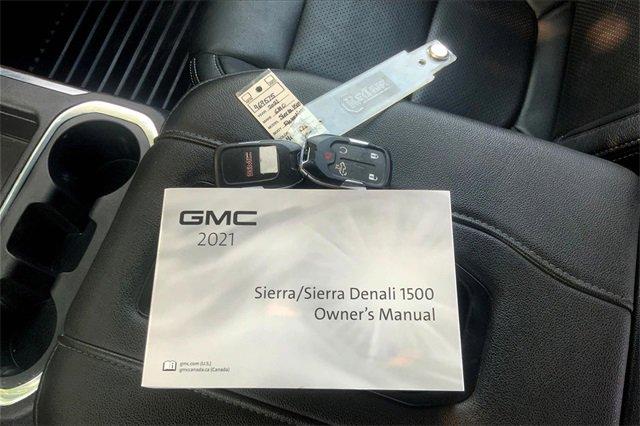 GMC
2021
Sierra/Sierra Denali 1500
Owner's Manual
gmc.com (U.S.)
gmccanada.ca (Canada)